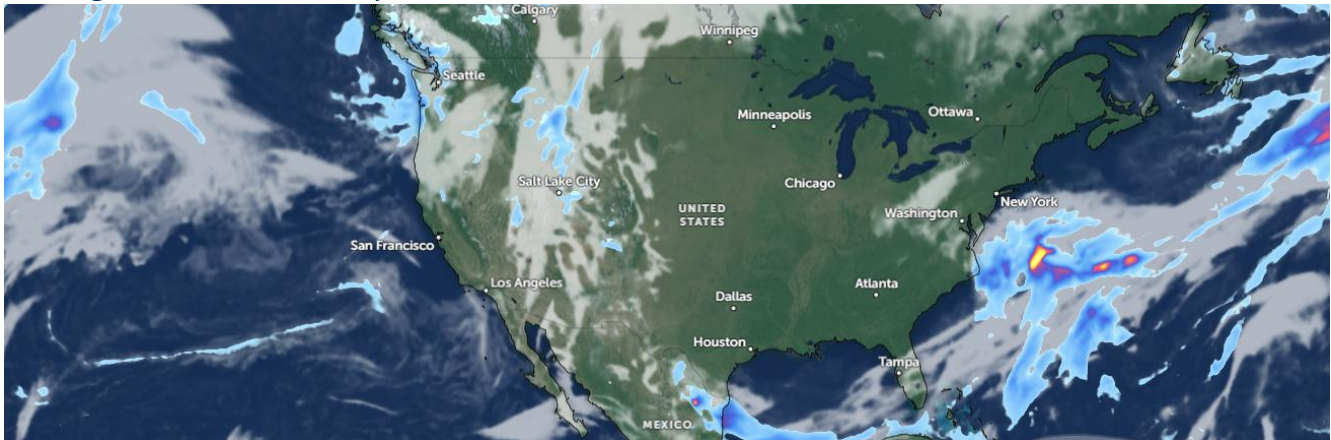 Calgary
Winnipeg
Seattle
Minneapolis
Ottawa
Salt Lake City
Chicago
New York
UNITED
STATES
Washington
San Francisco
Los Angeles
Atlanta
Dallas
Houston
Tampa
MEXICO